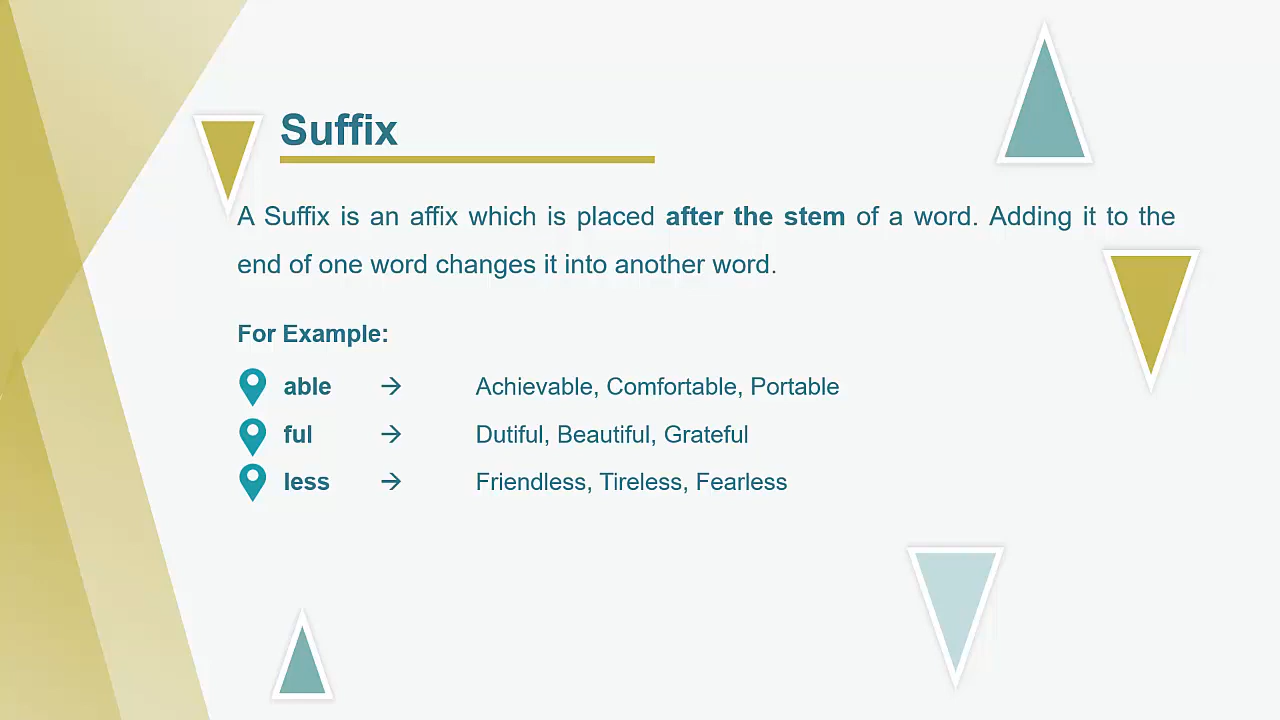 Suffix
A Suffix is an affix which is placed after the stem of a word. Adding it to the
end of one word changes it into another word.
For Example:
able → Achievable, Comfortable, Portable
ful → Dutiful, Beautiful, Grateful
less → Friendless, Tireless, Fearless